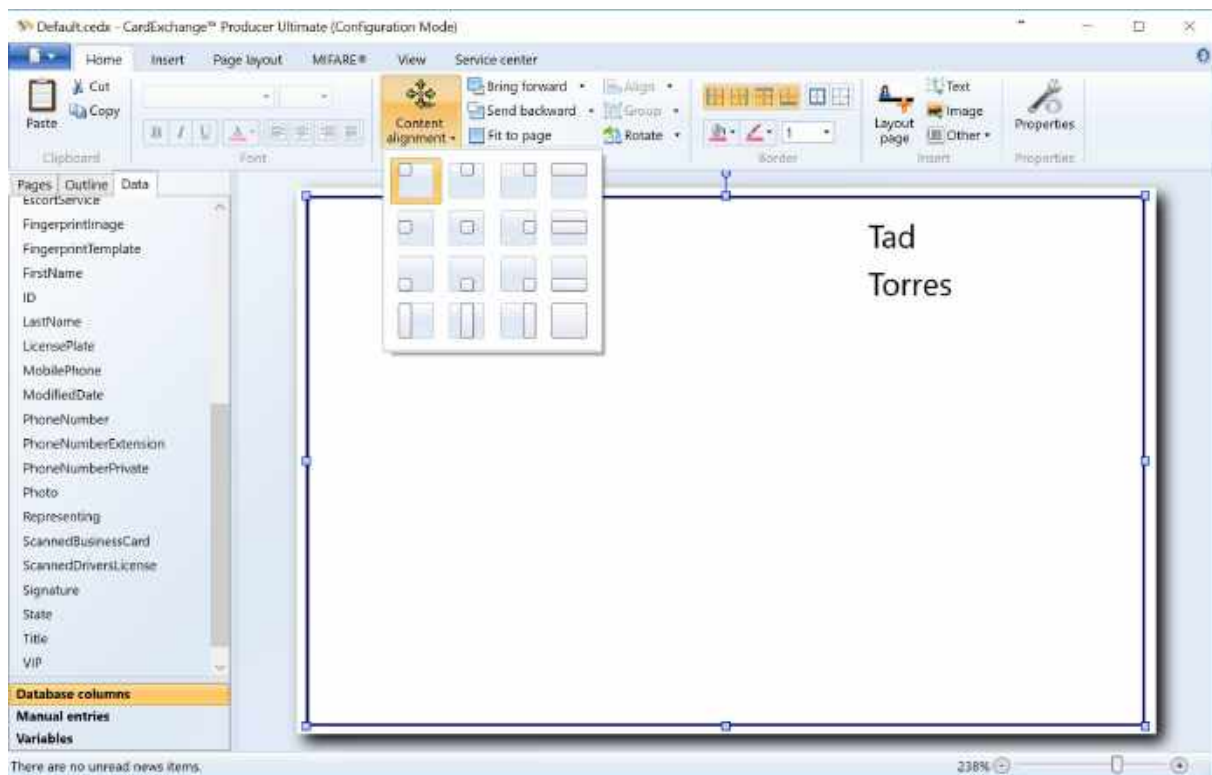 Default.cedx - CardExchange™ Producer Ultimate (Configuration Mode)
Home Insert Page layout MIFARE® View Service center
Paste
Cut
Copy
Clipboard
B I U A
Font
Content alignment
Bring forward
Send backward
Fit to page
Align
Group
Rotate
1
Border
Layout page
Text
Image
Other
Insert
Properties
Properties
Pages Outline Data
EscortService
FingerprintImage
FingerprintTemplate
FirstName
ID
LastName
LicensePlate
MobilePhone
ModifiedDate
PhoneNumber
PhoneNumberExtension
PhoneNumberPrivate
Photo
Representing
ScannedBusinessCard
ScannedDriversLicense
Signature
State
Title
VIP
Database columns
Manual entries
Variables
Tad
Torres
There are no unread news items.
238%